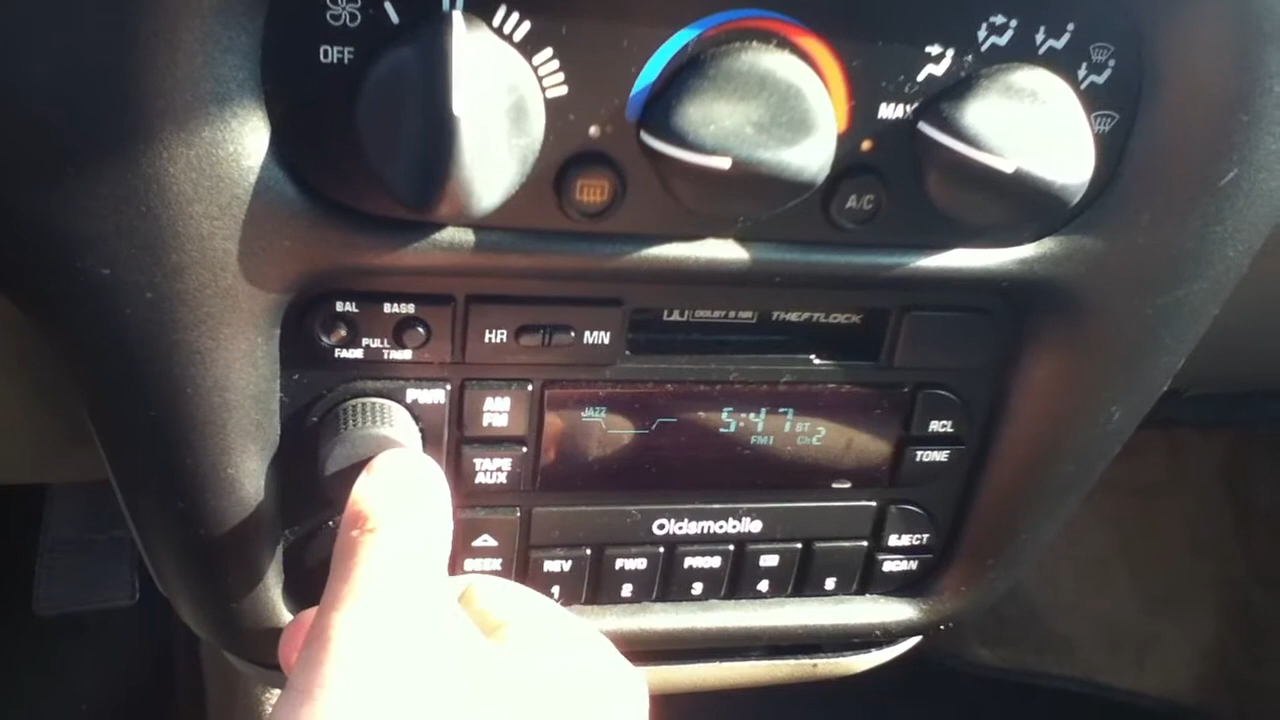 OFF
MAX
A/C
BAL BASS
PULL
FADE TREB
HR MN
DOLBY B NR THEFTLOCK
PWR
AM
FM
TAPE
AUX
JAZZ 5:47 BT
FM1 Ch2
RCL
TONE
Oldsmobile
EJECT
SCAN
SEEK
REV FWD PROG
1 2 3 4 5